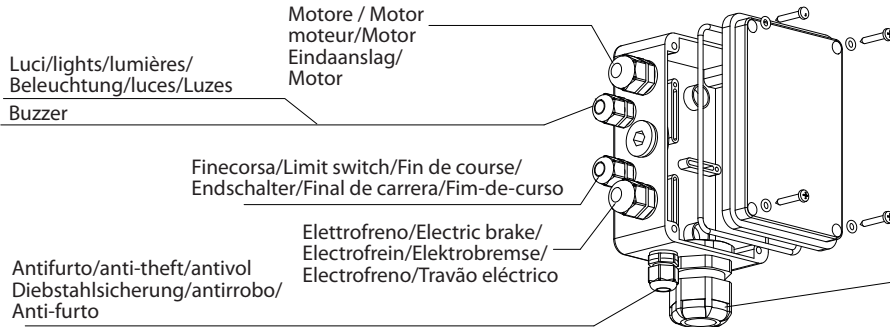 Motore / Motor
moteur/Motor
Eindaanslag/
Motor
Luci/lights/lumières/
Beleuchtung/luces/Luzes
Buzzer
Finecorsa/Limit switch/Fin de course/
Endschalter/Final de carrera/Fim-de-curso
Elettrofreno/Electric brake/
Electrofrein/Elektrobremse/
Electrofreno/Travão eléctrico
Antifurto/anti-theft/antivol
Diebstahlsicherung/antirrobo/
Anti-furto